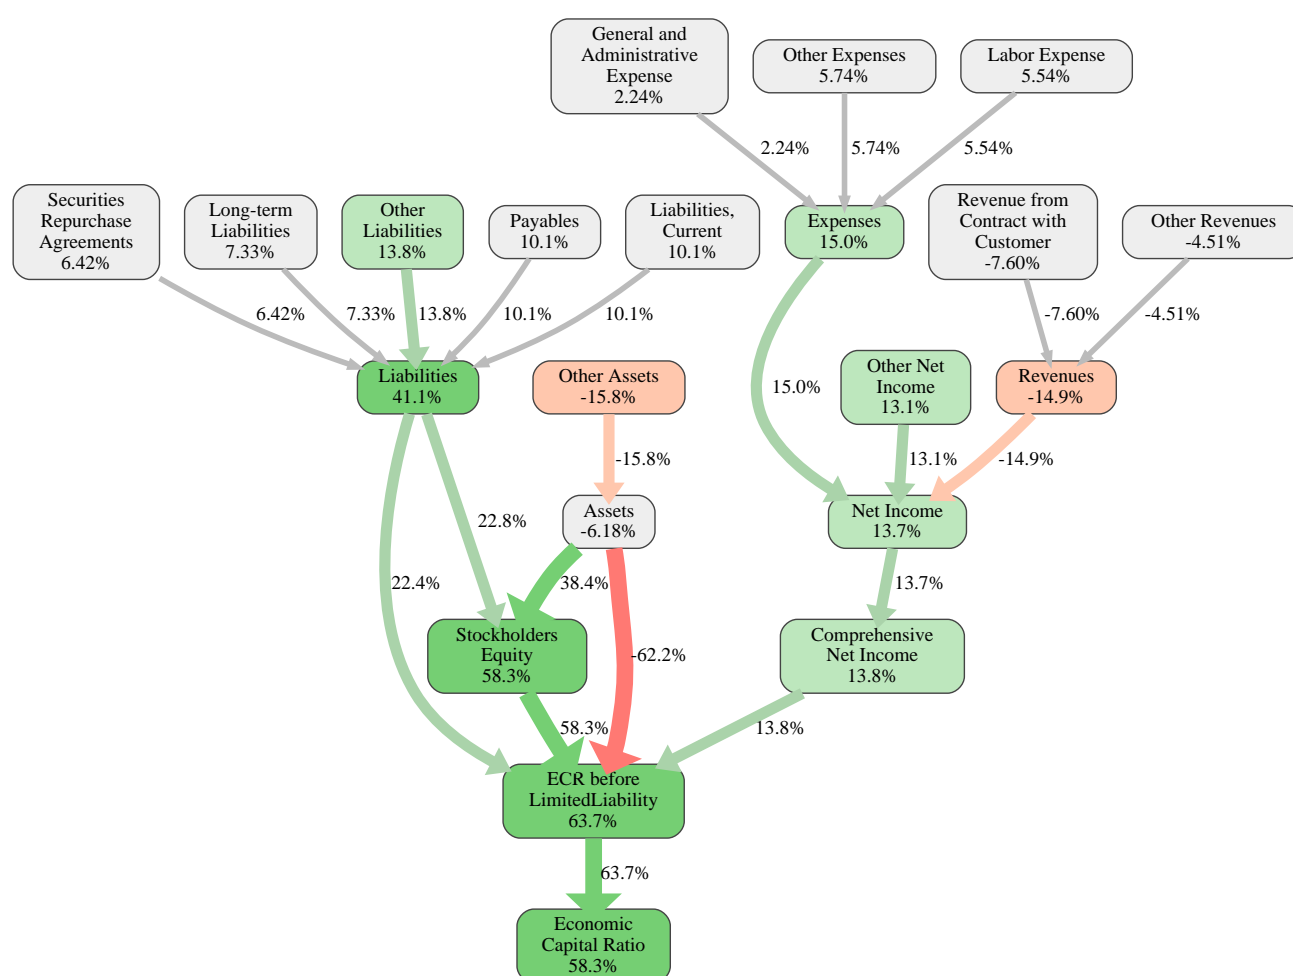 General and
Administrative
Expense
2.24%
Other Expenses
5.74%
Labor Expense
5.54%
2.24%
5.74%
5.54%
Securities
Repurchase
Agreements
6.42%
Long-term
Liabilities
7.33%
Other
Liabilities
13.8%
Payables
10.1%
Liabilities,
Current
10.1%
Expenses
15.0%
Revenue from
Contract with
Customer
-7.60%
Other Revenues
-4.51%
6.42%
7.33%
13.8%
10.1%
10.1%
-7.60%
-4.51%
Liabilities
41.1%
Other Assets
-15.8%
15.0%
Other Net
Income
13.1%
Revenues
-14.9%
-15.8%
13.1%
-14.9%
22.8%
Assets
-6.18%
Net Income
13.7%
22.4%
38.4%
13.7%
Stockholders
Equity
58.3%
-62.2%
Comprehensive
Net Income
13.8%
58.3%
13.8%
ECR before
LimitedLiability
63.7%
63.7%
Economic
Capital Ratio
58.3%